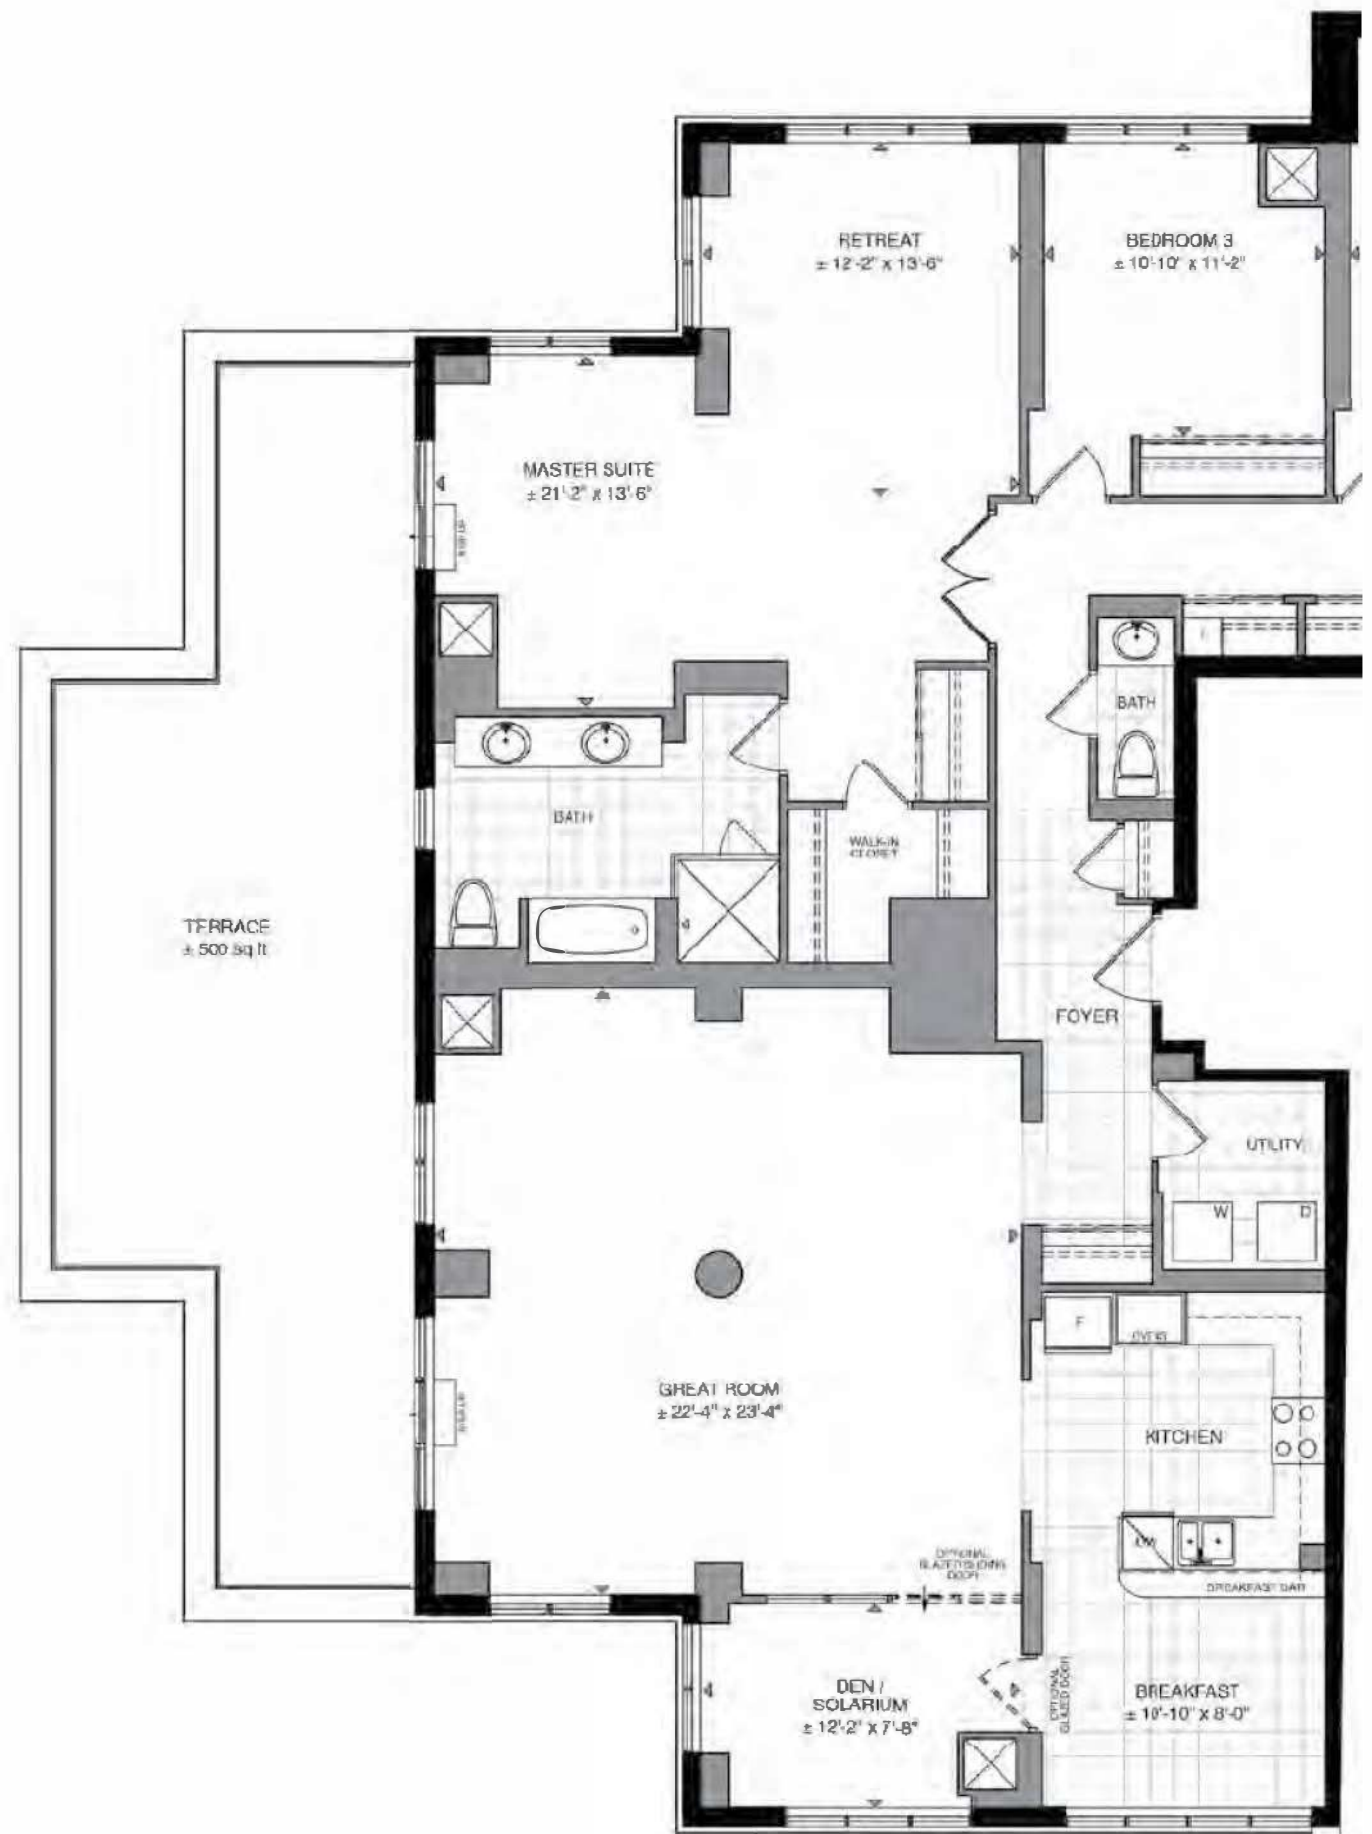 RETREAT
± 12'-2" x 13'-6"
BEDROOM 3
± 10'-10" x 11'-2"
MASTER SUITE
± 21'-2" x 13'-6"
BATH
BATH
WALK-IN
CLOSET
TERRACE
± 500 sq ft
FOYER
UTILITY
W
D
F
OVENS
GREAT ROOM
± 22'-4" x 23'-4"
KITCHEN
OPTIONAL
GLAZED SLIDING
DOOR
BREAKFAST BAR
DEN /
SOLARIUM
± 12'-2" x 7'-8"
OPTIONAL
GLAZED DOOR
BREAKFAST
± 10'-10" x 8'-0"